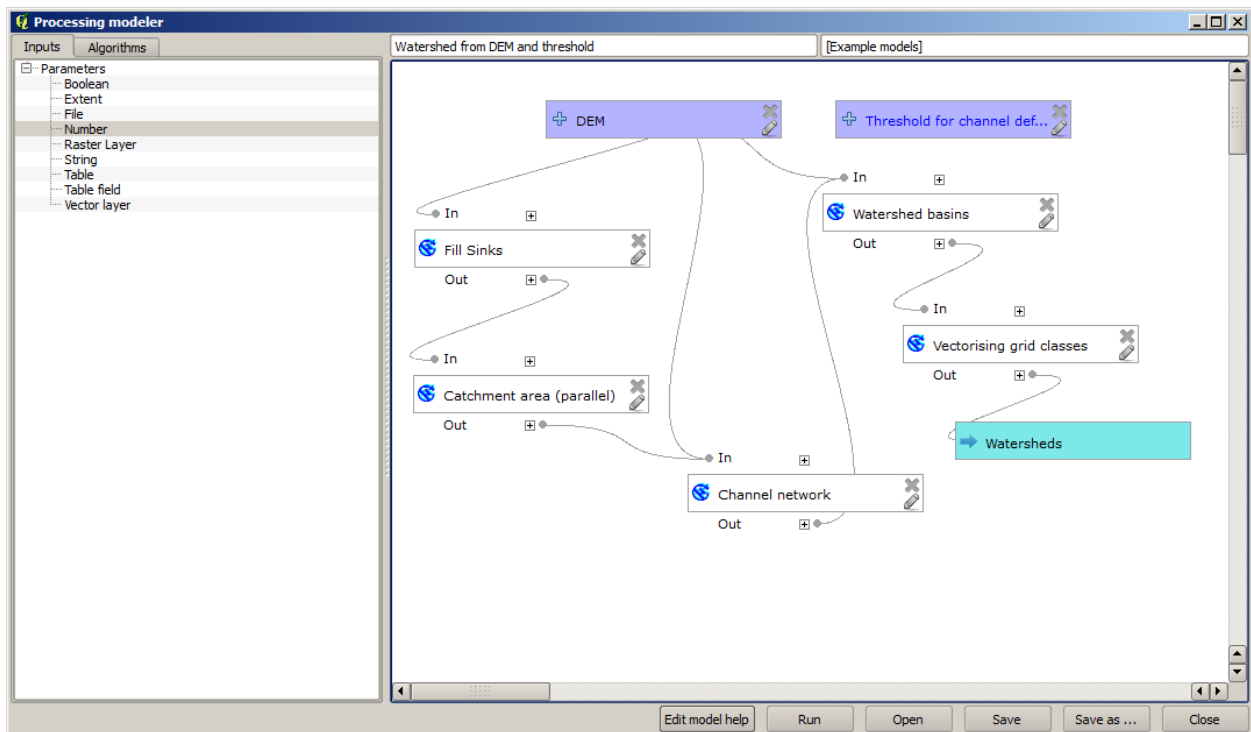 Processing modeler
Inputs
Algorithms
Parameters
Boolean
Extent
File
Number
Raster Layer
String
Table
Table field
Vector layer
Watershed from DEM and threshold
[Example models]
DEM
Threshold for channel def...
In
Watershed basins
Out
In
Fill Sinks
Out
In
Vectorising grid classes
Out
In
Catchment area (parallel)
Out
Watersheds
In
Channel network
Out
Edit model help
Run
Open
Save
Save as ...
Close